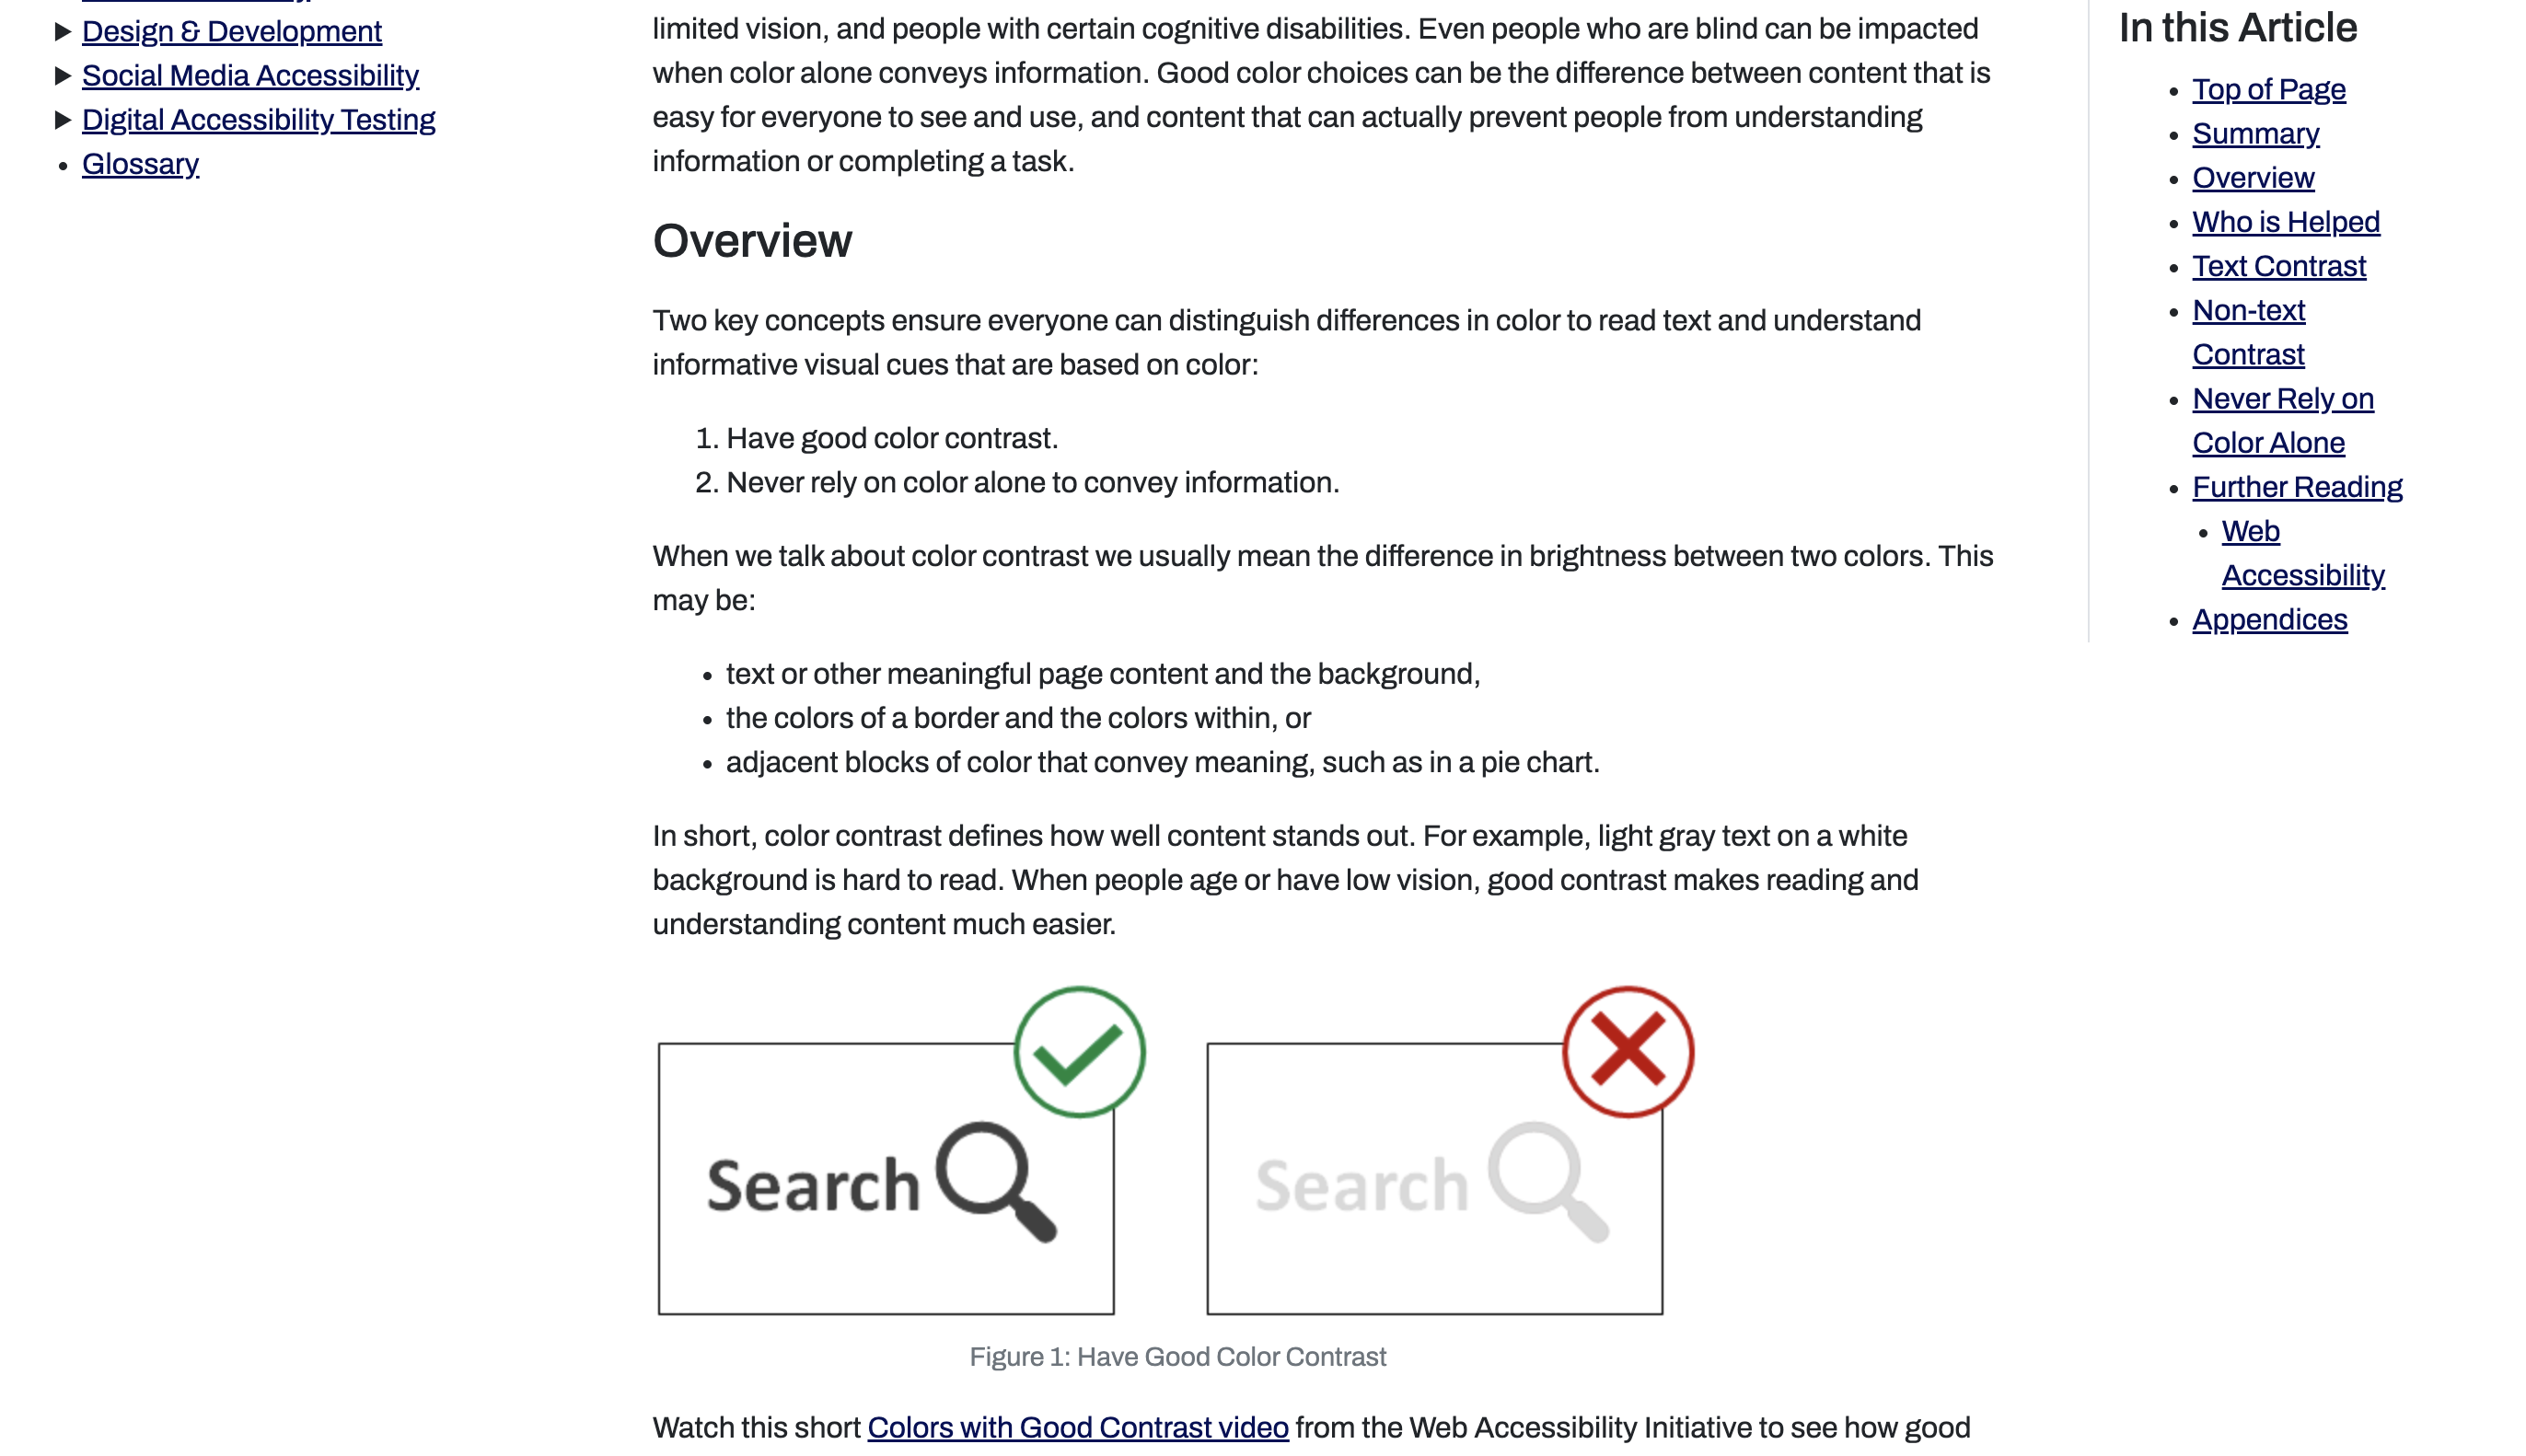 Design & Development
Social Media Accessibility
Digital Accessibility Testing
Glossary
limited vision, and people with certain cognitive disabilities. Even people who are blind can be impacted
when color alone conveys information. Good color choices can be the difference between content that is
easy for everyone to see and use, and content that can actually prevent people from understanding
information or completing a task.
Overview
Two key concepts ensure everyone can distinguish differences in color to read text and understand
informative visual cues that are based on color:
1. Have good color contrast.
2. Never rely on color alone to convey information.
When we talk about color contrast we usually mean the difference in brightness between two colors. This
may be:
• text or other meaningful page content and the background,
• the colors of a border and the colors within, or
• adjacent blocks of color that convey meaning, such as in a pie chart.
In short, color contrast defines how well content stands out. For example, light gray text on a white
background is hard to read. When people age or have low vision, good contrast makes reading and
understanding content much easier.
Search
Search
Figure 1: Have Good Color Contrast
Watch this short Colors with Good Contrast video from the Web Accessibility Initiative to see how good
In this Article
• Top of Page
• Summary
• Overview
• Who is Helped
• Text Contrast
• Non-text
Contrast
• Never Rely on
Color Alone
• Further Reading
• Web
Accessibility
• Appendices